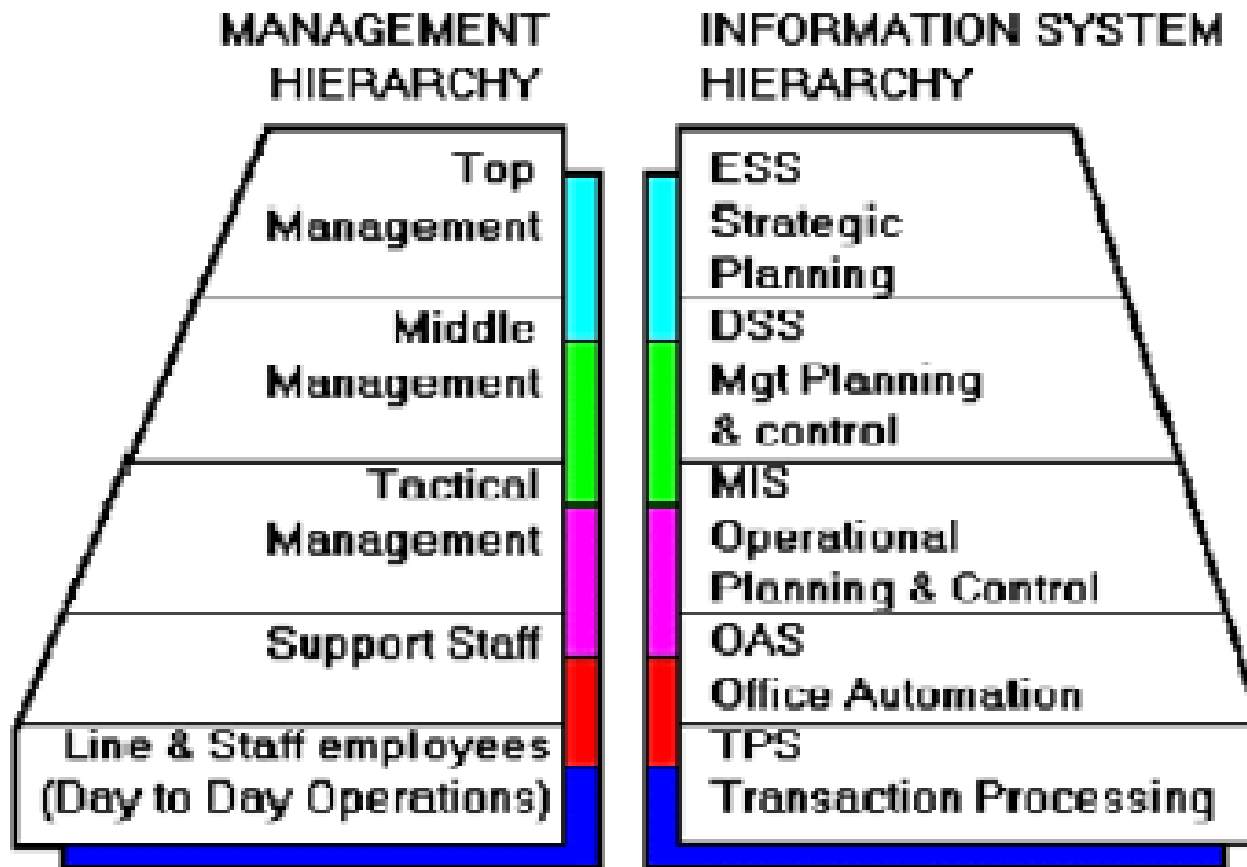 MANAGEMENT
HIERARCHY
Top
Management
Middle
Management
Tactical
Management
Support Staff
Line & Staff employees
(Day to Day Operations)
INFORMATION SYSTEM
HIERARCHY
ESS
Strategic
Planning
DSS
Mgt Planning
& control
MIS
Operational
Planning & Control
OAS
Office Automation
TPS
Transaction Processing